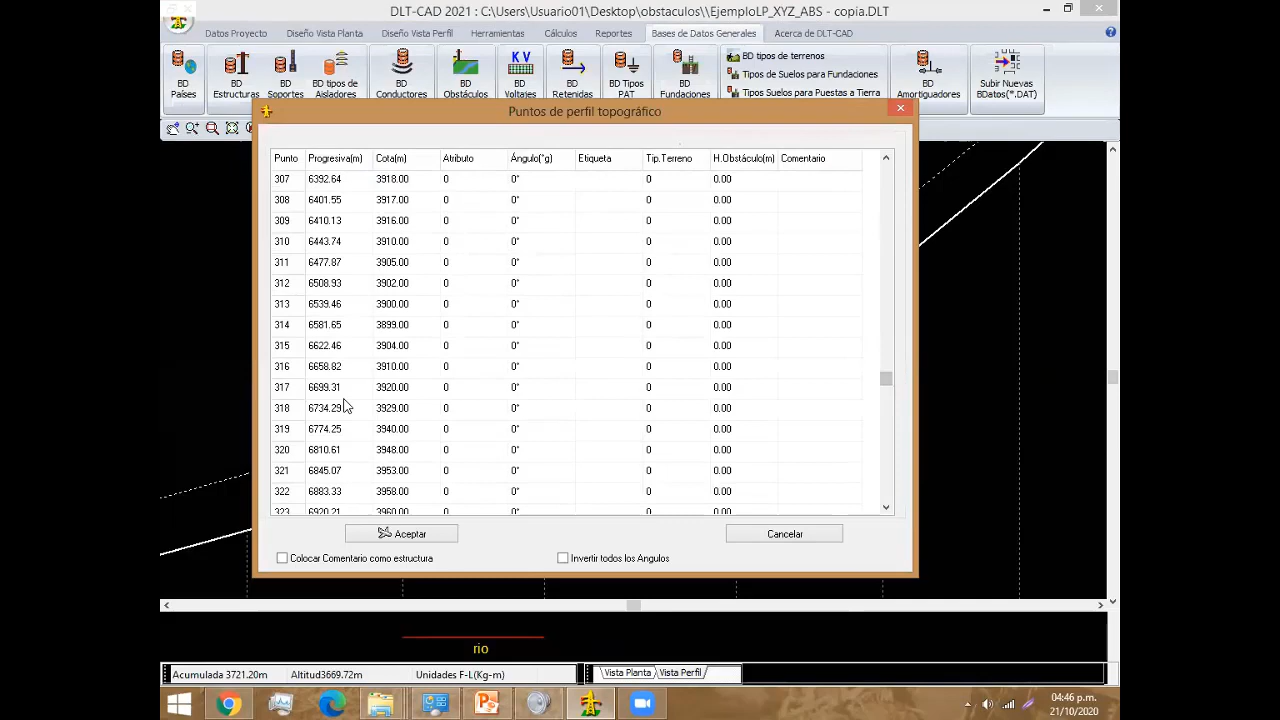 DLT-CAD 2021 : C:\Users\Usuario01\Desktop\obstaculos\\EjemploLP_XYZ_ABS - copia.DLT
Datos Proyecto Diseño Vista Planta Diseño Vista Perfil Herramientas Cálculos Reportes Bases de Datos Generales Acerca de DLT-CAD
BD Países
BD Estructuras
BD Soportes
BD tipos de Aisladores
BD Conductores
BD Obstáculos
KV
BD Voltajes
BD Retenidas
BD Tipos PAT
BD Fundaciones
BD tipos de terrenos
Tipos de Suelos para Fundaciones
Tipos Suelos para Puestas a Tierra
BD Amortiguadores
Subir Nuevas BDatos(*.DAT)
Puntos de perfil topográfico
Punto Progresiva(m) Cota(m) Atributo Ángulo(°g) Etiqueta Tip.Terreno H.Obstáculo(m) Comentario
307 6392.64 3918.00 0 0° 0 0.00
308 6401.55 3917.00 0 0° 0 0.00
309 6410.13 3916.00 0 0° 0 0.00
310 6443.74 3910.00 0 0° 0 0.00
311 6477.87 3905.00 0 0° 0 0.00
312 6508.93 3902.00 0 0° 0 0.00
313 6539.46 3900.00 0 0° 0 0.00
314 6581.65 3899.00 0 0° 0 0.00
315 6622.46 3904.00 0 0° 0 0.00
316 6658.82 3910.00 0 0° 0 0.00
317 6699.31 3920.00 0 0° 0 0.00
318 6734.29 3929.00 0 0° 0 0.00
319 6774.25 3940.00 0 0° 0 0.00
320 6810.61 3948.00 0 0° 0 0.00
321 6845.07 3953.00 0 0° 0 0.00
322 6883.33 3958.00 0 0° 0 0.00
323 6920.21 3960.00 0 0° 0 0.00
Aceptar Cancelar
Colocar Comentario como estructura Invertir todos los Angulos
rio
Acumulada 3721.20m Altitud3669.72m Unidades F-L(Kg-m) Vista Planta Vista Perfil
04:46 p.m.
21/10/2020